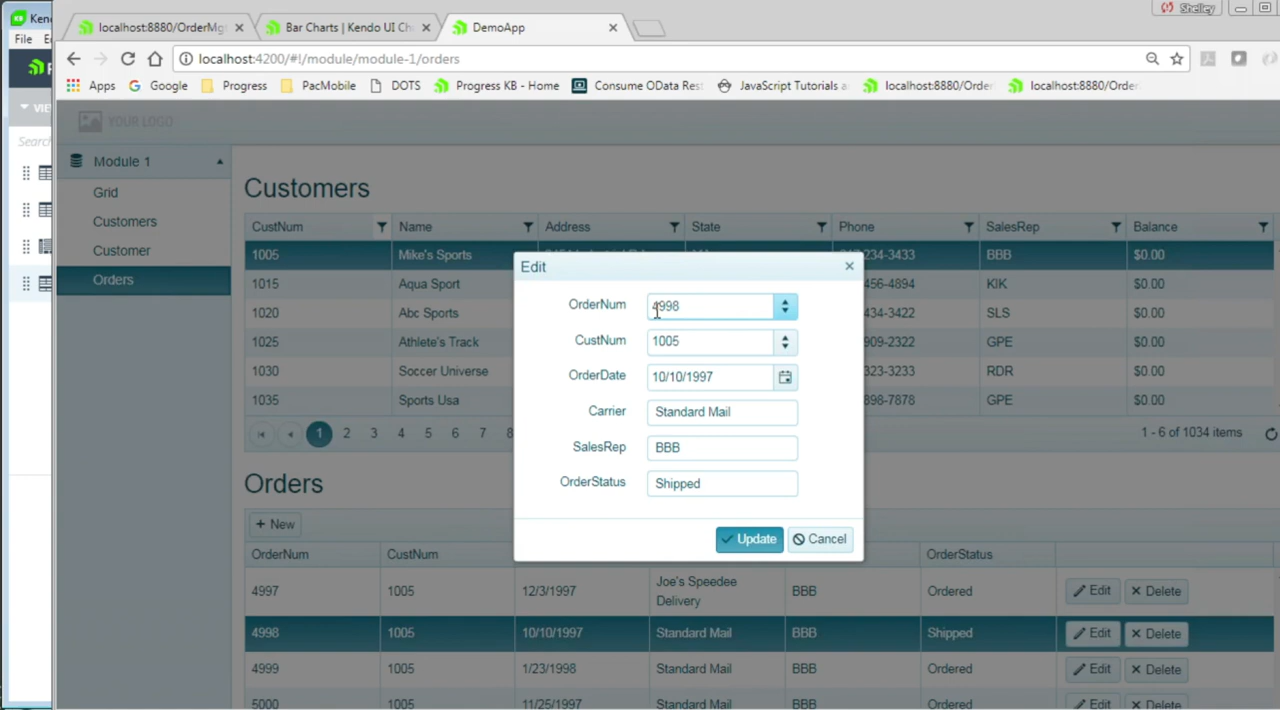 Ken
Shelley
localhost:8880/OrderMg
Bar Charts | Kendo UI Ch
DemoApp
File
localhost:4200/#!/module/module-1/orders
Apps
Google
Progress
PacMobile
DOTS
Progress KB - Home
Consume OData Rest
JavaScript Tutorials a
localhost:8880/Order
localhost:8880/Order
VIE
YOUR LOGO
Searc
Module 1
Grid
Customers
Customer
Orders
Customers
CustNum Name Address State Phone SalesRep Balance
1005 Mike's Sports 234-3433 BBB $0.00
1015 Aqua Sport 456-4894 KIK $0.00
1020 Abc Sports 434-3422 SLS $0.00
1025 Athlete's Track 909-2322 GPE $0.00
1030 Soccer Universe 323-3233 RDR $0.00
1035 Sports Usa 898-7878 GPE $0.00
1 2 3 4 5 6 7 8
1 - 6 of 1034 items
Edit
OrderNum 4998
CustNum 1005
OrderDate 10/10/1997
Carrier Standard Mail
SalesRep BBB
OrderStatus Shipped
Update Cancel
Orders
+ New
OrderNum CustNum OrderStatus
4997 1005 12/3/1997 Joe's Speedee Delivery BBB Ordered Edit Delete
4998 1005 10/10/1997 Standard Mail BBB Shipped Edit Delete
4999 1005 1/23/1998 Standard Mail BBB Ordered Edit Delete
5000 1005 11/25/1997 Standard Mail BBB Ordered Edit Delete